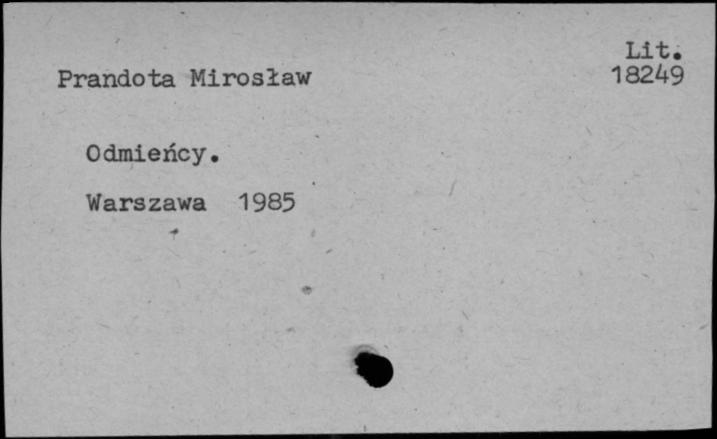 Lit.
Prandota Mirosław 18249
Odmieńcy.
Warszawa 1985